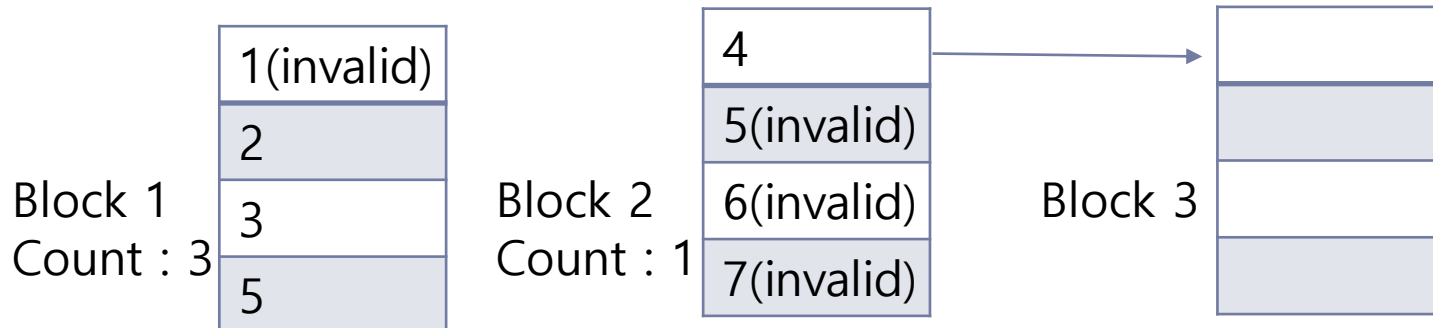 1(invalid)
2
3
5
Block 1
Count : 3
4
5(invalid)
6(invalid)
7(invalid)
Block 2
Count : 1
Block 3